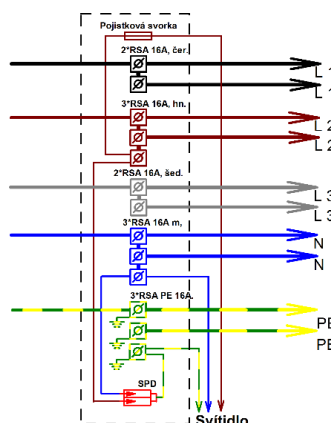 Pojistková svorka
2*RSA 16A, čer.
L 1
L 1
3*RSA 16A, hn.
L 2
L 2
2*RSA 16A, šed.
L 3
L 3
3*RSA 16A m,
N
N
3*RSA PE 16A.
PE
PE
SPD
Svítidlo